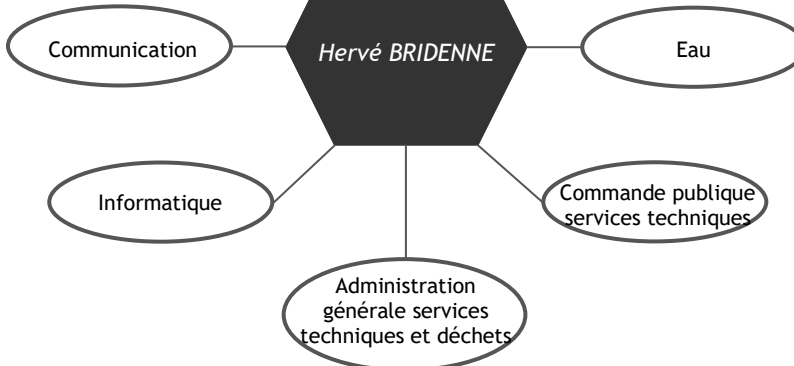 Communication
Hervé BRIDENNE
Eau
Informatique
Commande publique
services techniques
Administration
générale services
techniques et déchets